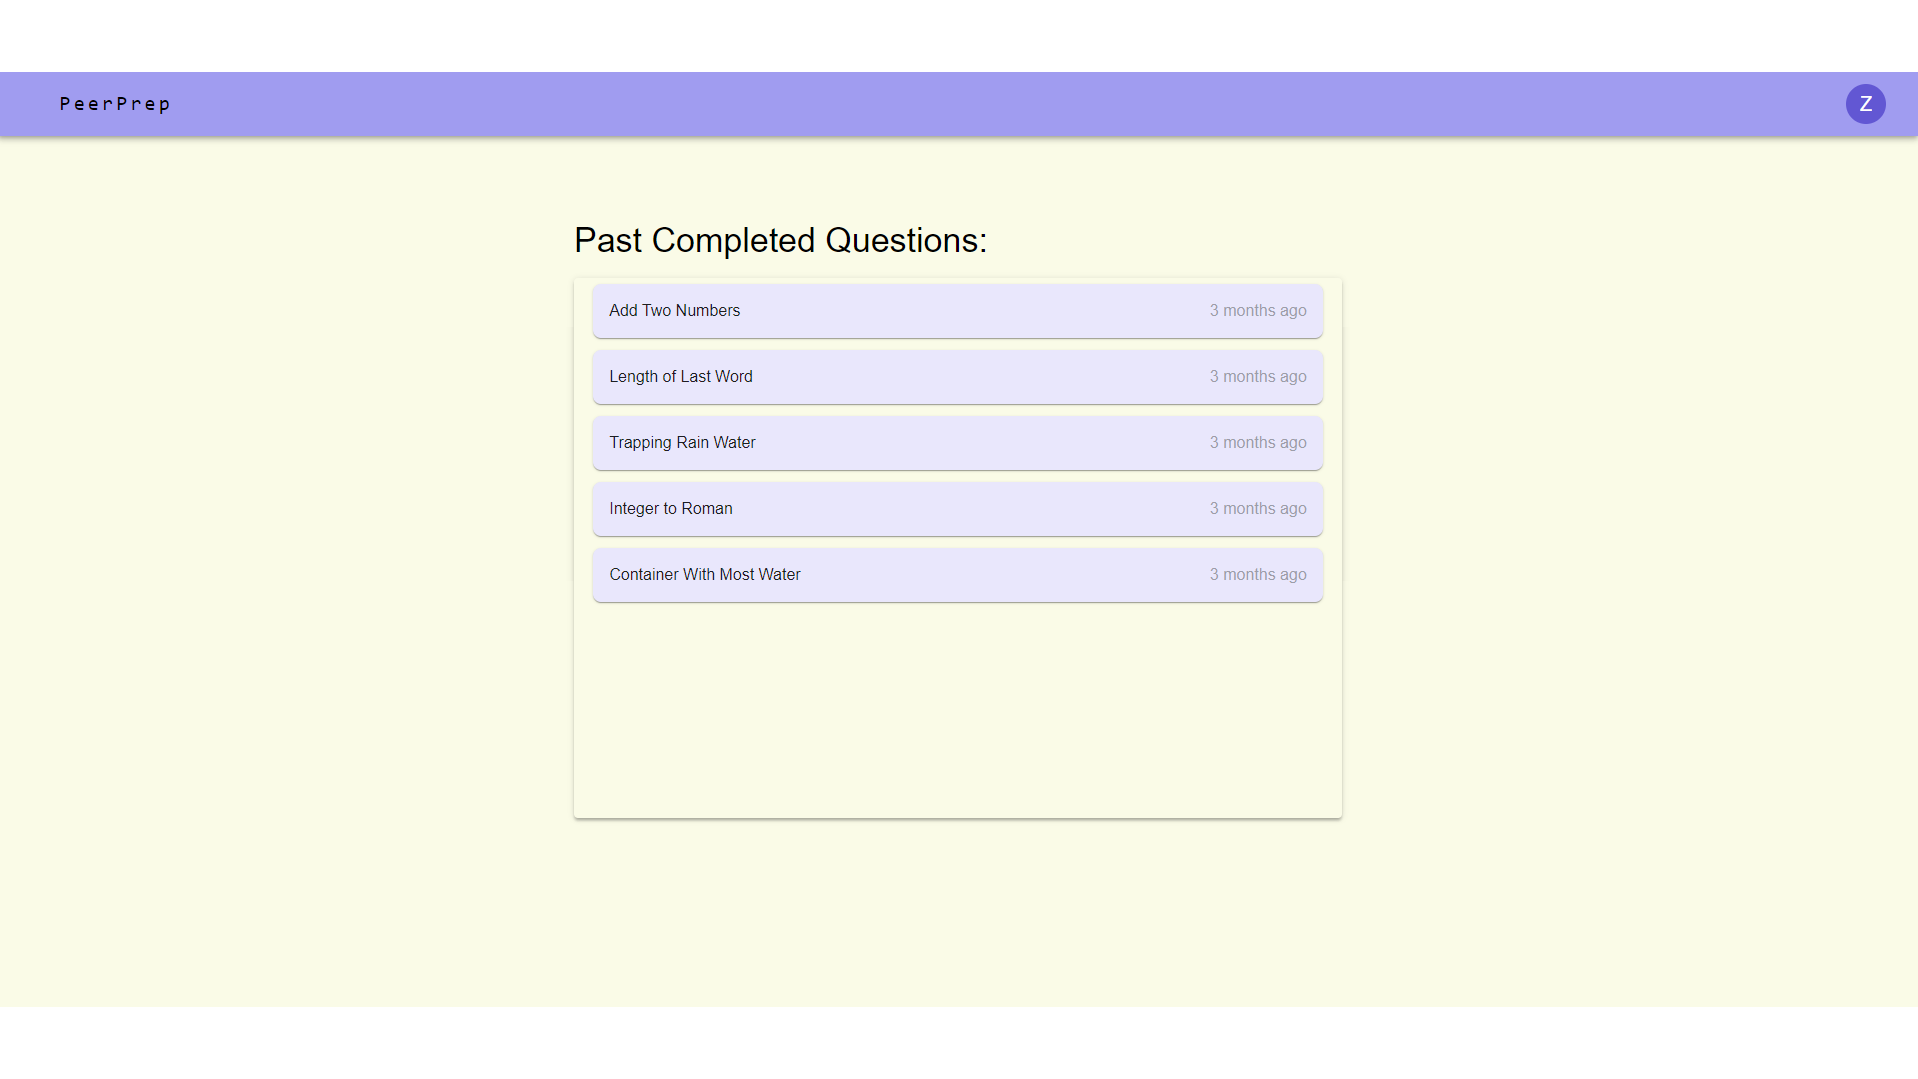 PeerPrep
Z
Past Completed Questions:
Add Two Numbers 3 months ago
Length of Last Word 3 months ago
Trapping Rain Water 3 months ago
Integer to Roman 3 months ago
Container With Most Water 3 months ago